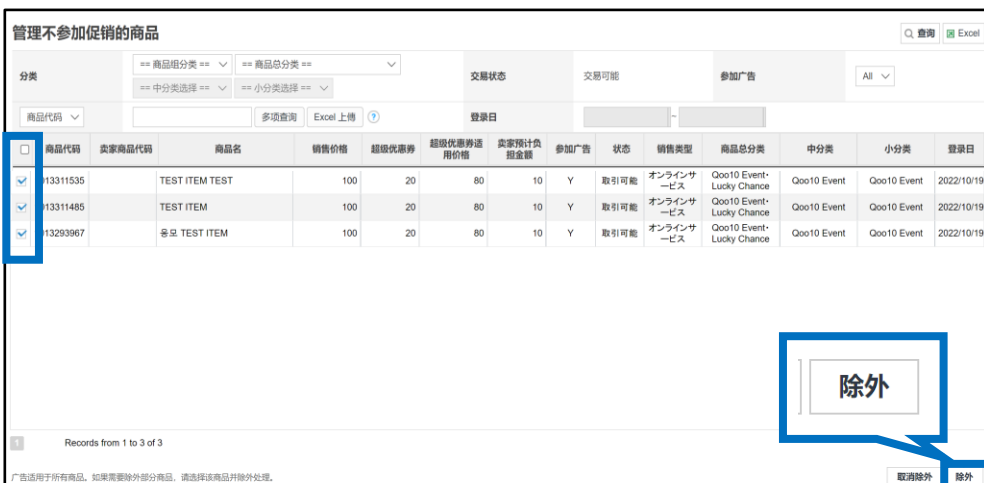 管理不参加促销的商品
查询 Excel
分类 == 商品组分类 == == 商品总分类 == 交易状态 交易可能 参加广告 All
== 中分类选择 == == 小分类选择 ==
商品代码 多项查询 Excel 上傳 ? 登录日 ~
商品代码 卖家商品代码 商品名 销售价格 超级优惠券 超级优惠券适用价格 卖家预计负担金额 参加广告 状态 销售类型 商品总分类 中分类 小分类 登录日
013311535 TEST ITEM TEST 100 20 80 10 Y 取引可能 オンラインサービス Qoo10 Event・Lucky Chance Qoo10 Event Qoo10 Event 2022/10/19
013311485 TEST ITEM 100 20 80 10 Y 取引可能 オンラインサービス Qoo10 Event・Lucky Chance Qoo10 Event Qoo10 Event 2022/10/19
013293967 응모 TEST ITEM 100 20 80 10 Y 取引可能 オンラインサービス Qoo10 Event・Lucky Chance Qoo10 Event Qoo10 Event 2022/10/19
除外
1 Records from 1 to 3 of 3
广告适用于所有商品。如果需要除外部分商品，请选择该商品并除外处理。
取消除外 除外